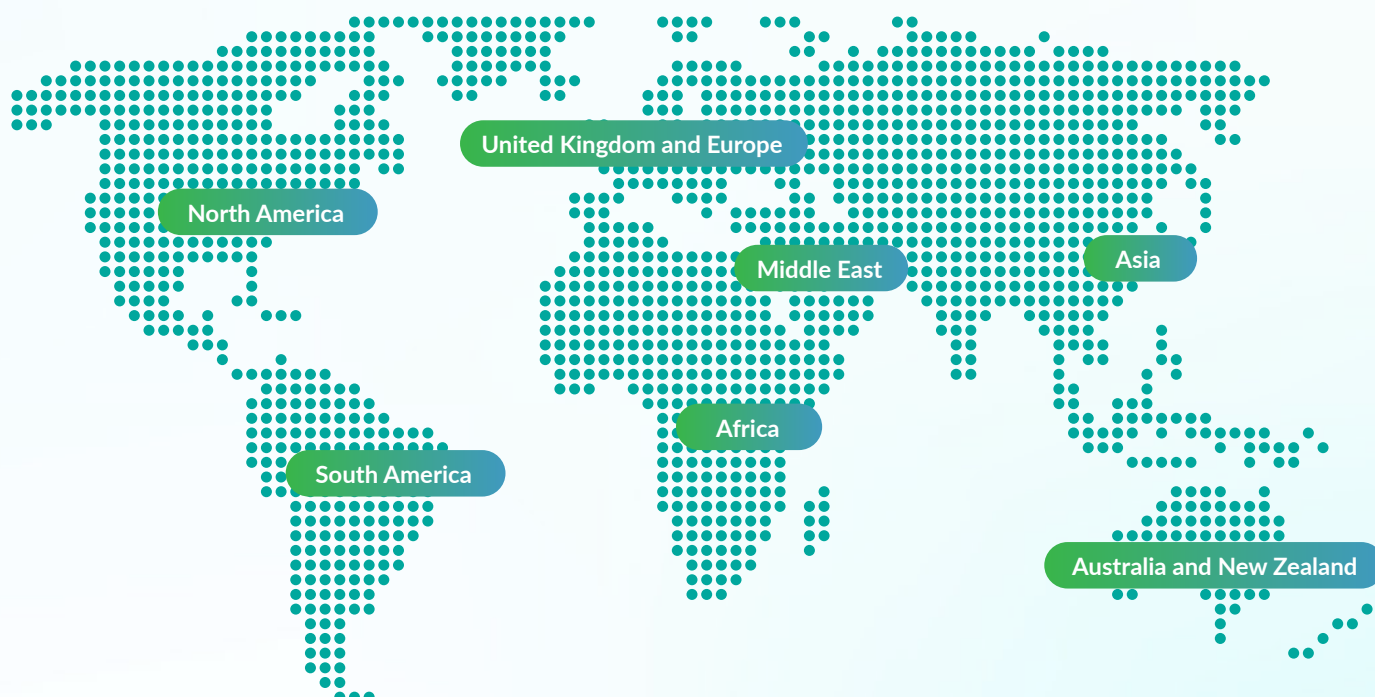 United Kingdom and Europe
North America
Middle East
Asia
Africa
South America
Australia and New Zealand